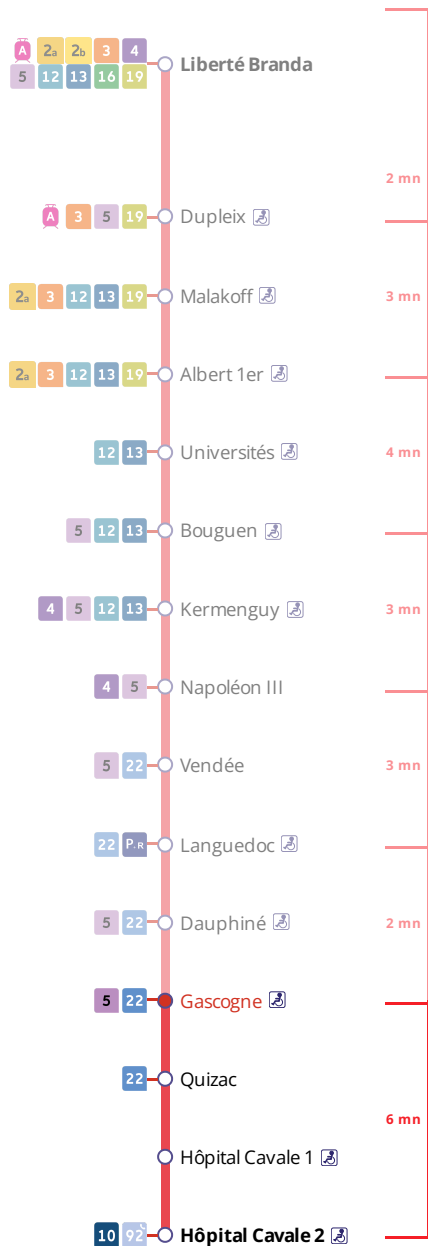 A 2a 2b 3 4
Liberté Branda
5 12 13 16 19
2 mn
A 3 5 19 Dupleix
2a 3 12 13 19 Malakoff 3 mn
2a 3 12 13 19 Albert 1er
12 13 Universités 4 mn
5 12 13 Bouguen
4 5 12 13 Kermenguy 3 mn
4 5 Napoléon III
5 22 Vendée 3 mn
22 P+R Languedoc
5 22 Dauphiné 2 mn
5 22 Gascogne
22 Quizac
6 mn
Hôpital Cavale 1
10 92 Hôpital Cavale 2